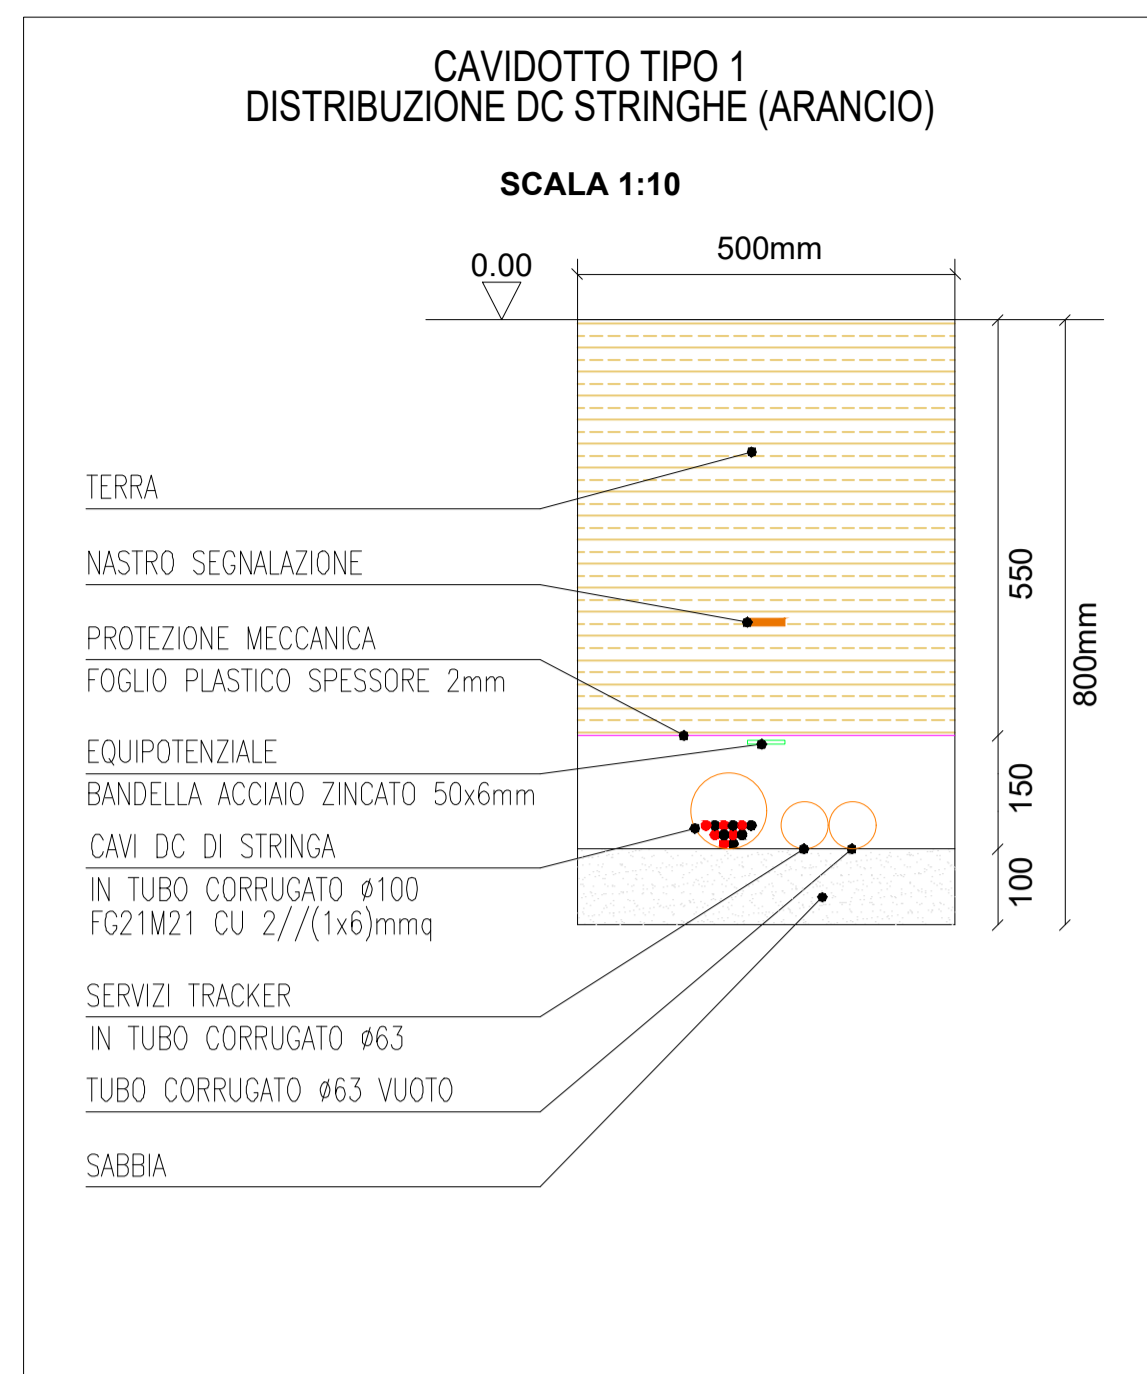 CAVIDOTTO TIPO 1
DISTRIBUZIONE DC STRINGHE (ARANCIO)
SCALA 1:10
0.00
500mm
TERRA
NASTRO SEGNALAZIONE
PROTEZIONE MECCANICA
FOGLIO PLASTICO SPESSORE 2mm
EQUIPOTENZIALE
BANDELLA ACCIAIO ZINCATO 50x6mm
CAVI DC DI STRINGA
IN TUBO CORRUGATO ø100
FG21M21 CU 2//(1x6)mmq
SERVIZI TRACKER
IN TUBO CORRUGATO ø63
TUBO CORRUGATO ø63 VUOTO
SABBIA
550
150
100
800mm